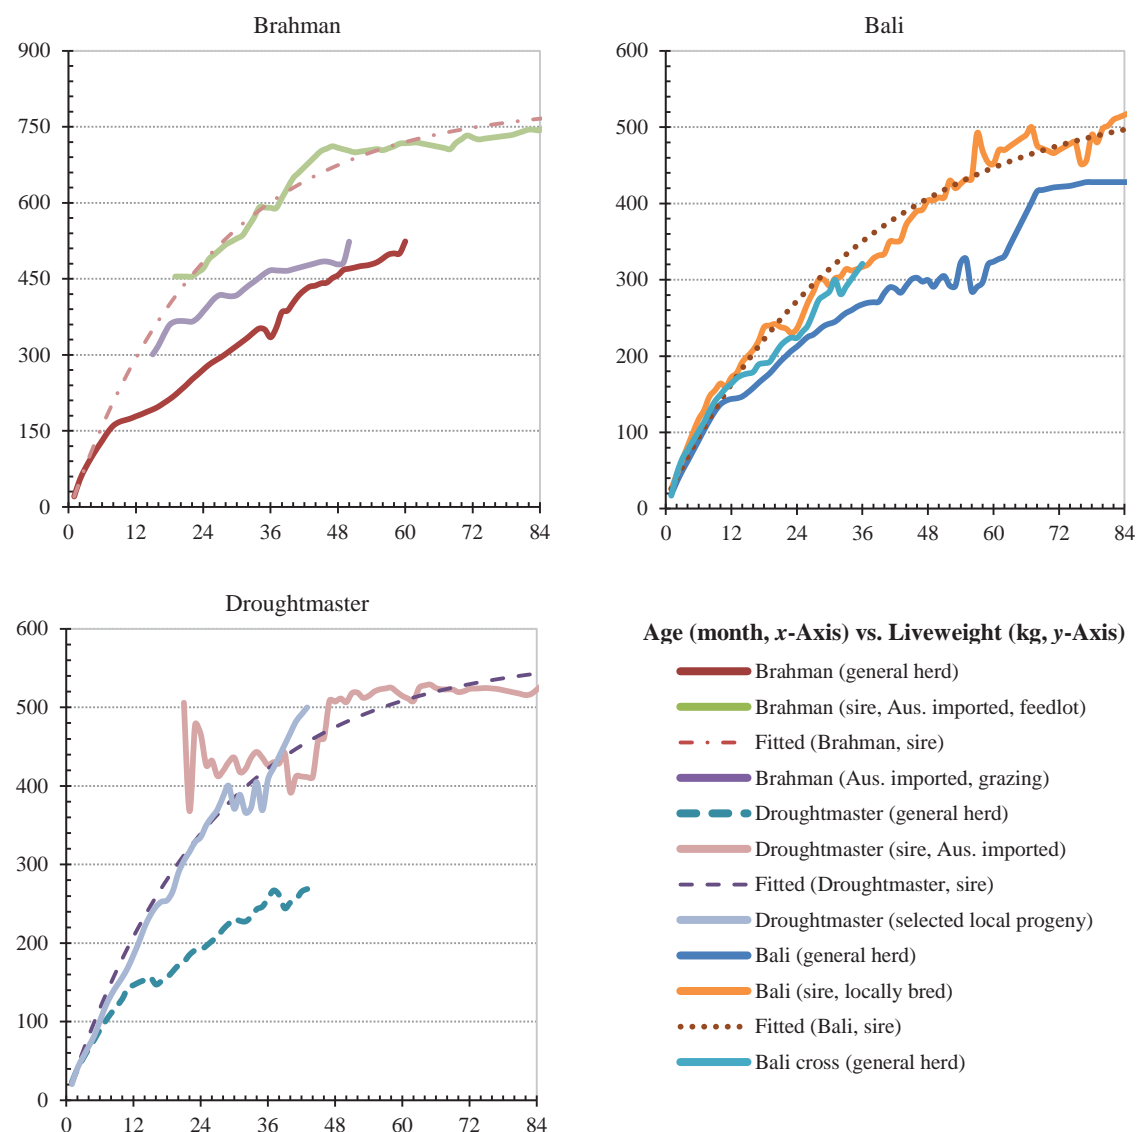 Brahman
900
750
600
450
300
150
0
0 12 24 36 48 60 72 84
Bali
600
500
400
300
200
100
0
0 12 24 36 48 60 72 84
Droughtmaster
600
500
400
300
200
100
0
0 12 24 36 48 60 72 84
Age (month, x-Axis) vs. Liveweight (kg, y-Axis)
Brahman (general herd)
Brahman (sire, Aus. imported, feedlot)
Fitted (Brahman, sire)
Brahman (Aus. imported, grazing)
Droughtmaster (general herd)
Droughtmaster (sire, Aus. imported)
Fitted (Droughtmaster, sire)
Droughtmaster (selected local progeny)
Bali (general herd)
Bali (sire, locally bred)
Fitted (Bali, sire)
Bali cross (general herd)